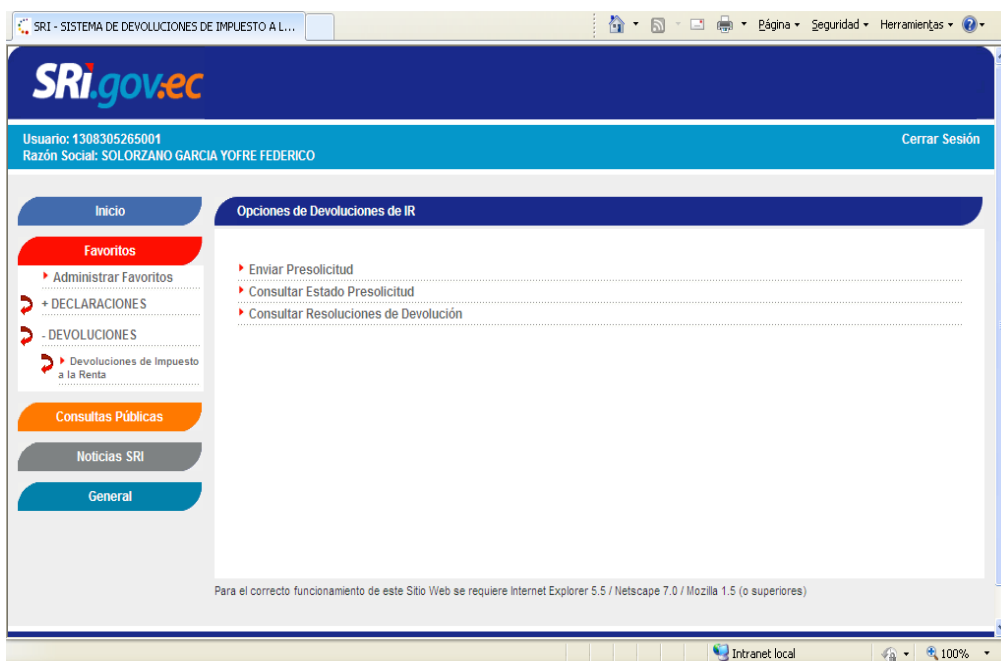 SRI - SISTEMA DE DEVOLUCIONES DE IMPUESTO A L...
Página
Seguridad
Herramientas
SRi.gov.ec
Usuario: 1308305265001
Cerrar Sesión
Razón Social: SOLORZANO GARCIA YOFRE FEDERICO
Inicio
Favoritos
Administrar Favoritos
+ DECLARACIONES
- DEVOLUCIONES
Devoluciones de Impuesto
a la Renta
Consultas Públicas
Noticias SRI
General
Opciones de Devoluciones de IR
Enviar Presolicitud
Consultar Estado Presolicitud
Consultar Resoluciones de Devolución
Para el correcto funcionamiento de este Sitio Web se requiere Internet Explorer 5.5 / Netscape 7.0 / Mozilla 1.5 (o superiores)
Intranet local
100%